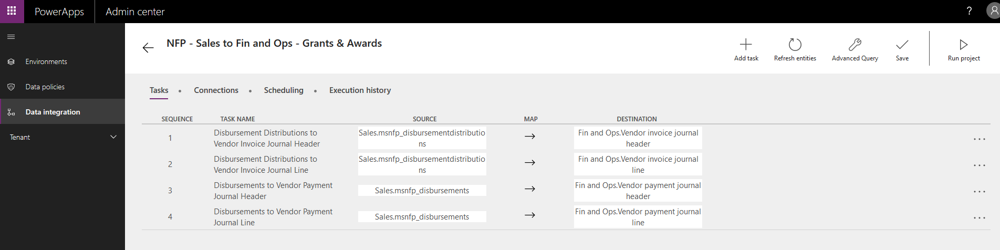 PowerApps
Admin center
?
NFP - Sales to Fin and Ops - Grants & Awards
Add task
Refresh entities
Advanced Query
Save
Run project
Environments
Data policies
Data integration
Tenant
Tasks
Connections
Scheduling
Execution history
SEQUENCE TASK NAME SOURCE MAP DESTINATION
1
Disbursement Distributions to
Vendor Invoice Journal Header
Sales.msnfp_disbursementdistributio
ns
Fin and Ops.Vendor invoice journal
header
2
Disbursement Distributions to
Vendor Invoice Journal Line
Sales.msnfp_disbursementdistributio
ns
Fin and Ops.Vendor invoice journal
line
3
Disbursements to Vendor Payment
Journal Header
Sales.msnfp_disbursements
Fin and Ops.Vendor payment journal
header
4
Disbursements to Vendor Payment
Journal Line
Sales.msnfp_disbursements
Fin and Ops.Vendor payment journal
line